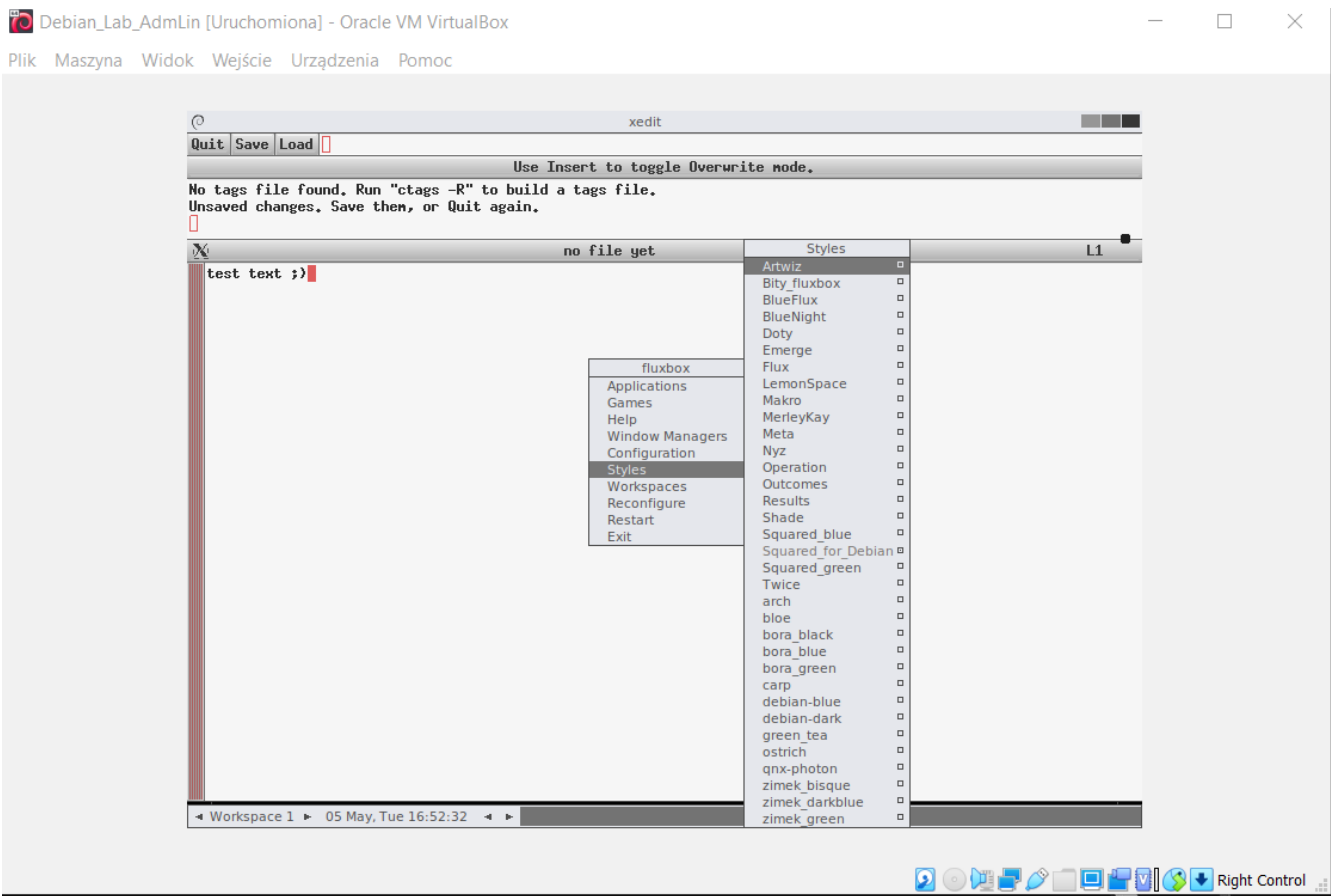 Debian_Lab_AdmLin [Uruchomiona] - Oracle VM VirtualBox
Plik Maszyna Widok Wejście Urządzenia Pomoc
xedit
Quit Save Load
Use Insert to toggle Overwrite mode.
No tags file found. Run "ctags -R" to build a tags file.
Unsaved changes. Save them, or Quit again.
no file yet
L1
test text ;)
fluxbox
Applications
Games
Help
Window Managers
Configuration
Styles
Workspaces
Reconfigure
Restart
Exit
Styles
Artwiz
Bity_fluxbox
BlueFlux
BlueNight
Doty
Emerge
Flux
LemonSpace
Makro
MerleyKay
Meta
Nyz
Operation
Outcomes
Results
Shade
Squared_blue
Squared_for_Debian
Squared_green
Twice
arch
bloe
bora_black
bora_blue
bora_green
carp
debian-blue
debian-dark
green_tea
ostrich
qnx-photon
zimek_bisque
zimek_darkblue
zimek_green
Workspace 1 05 May, Tue 16:52:32
Right Control